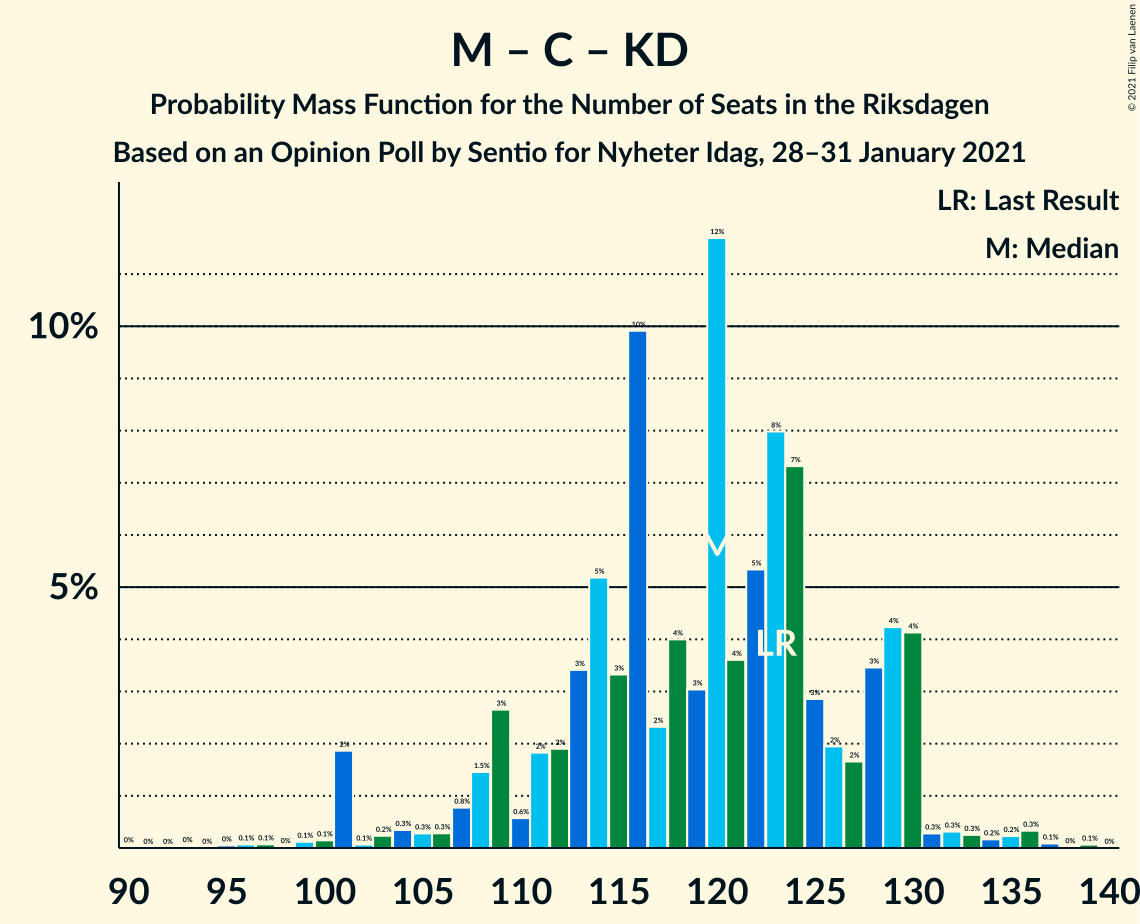 © 2021 Filip van Laenen
M – C – KD
Probability Mass Function for the Number of Seats in the Riksdagen
Based on an Opinion Poll by Sentio for Nyheter Idag, 28–31 January 2021
LR: Last Result
M: Median
10%
5%
0% 0% 0% 0% 0% 0% 0.1% 0.1% 0% 0.1% 0.1% 2% 0.1% 0.2% 0.3% 0.3% 0.3% 0.8% 1.5% 3% 0.6% 2% 2% 3% 5% 3% 10% 2% 4% 3% 12% 4% 5% 8% 7% 3% 2% 2% 3% 4% 4% 0.3% 0.3% 0.3% 0.2% 0.2% 0.3% 0.1% 0% 0.1% 0%
M
LR
90 95 100 105 110 115 120 125 130 135 140